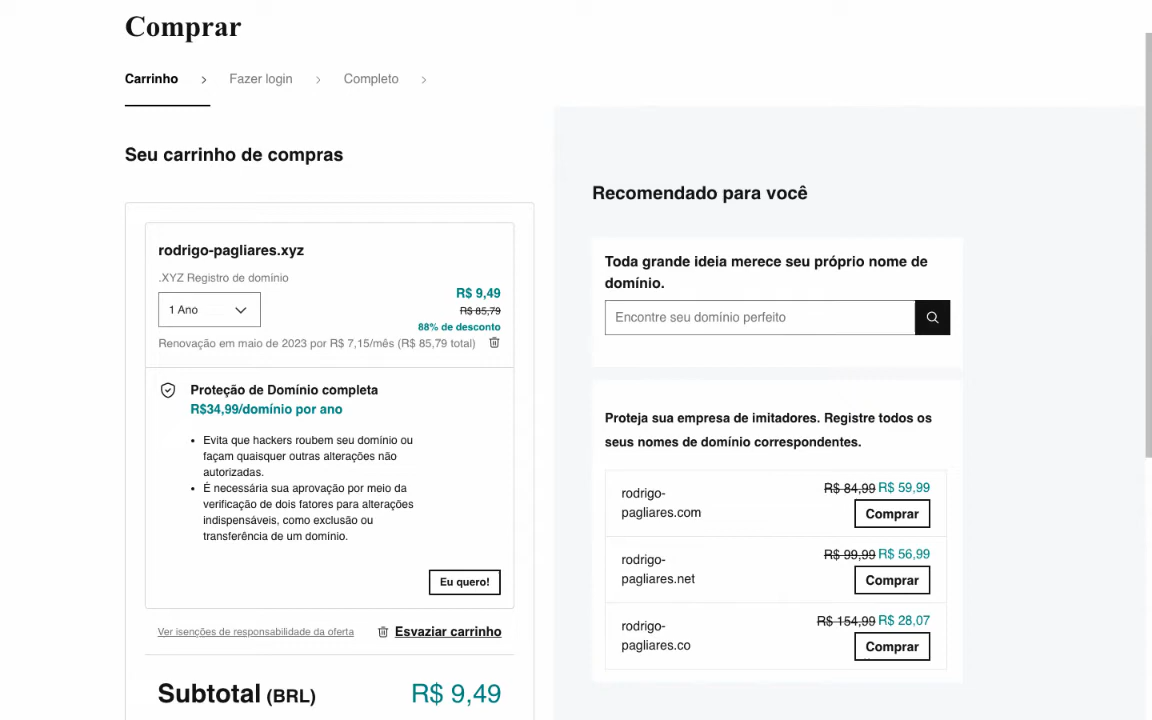 Comprar
Carrinho
Fazer login
Completo
Seu carrinho de compras
rodrigo-pagliares.xyz
.XYZ Registro de domínio
1 Ano
R$ 9,49
R$ 85,79
88% de desconto
Renovação em maio de 2023 por R$ 7,15/mês (R$ 85,79 total)
Proteção de Domínio completa
R$34,99/domínio por ano
• Evita que hackers roubem seu domínio ou
façam quaisquer outras alterações não
autorizadas.
• É necessária sua aprovação por meio da
verificação de dois fatores para alterações
indispensáveis, como exclusão ou
transferência de um domínio.
Eu quero!
Ver isenções de responsabilidade da oferta
Esvaziar carrinho
Subtotal (BRL)
R$ 9,49
Recomendado para você
Toda grande ideia merece seu próprio nome de
domínio.
Encontre seu domínio perfeito
Proteja sua empresa de imitadores. Registre todos os
seus nomes de domínio correspondentes.
rodrigo-
pagliares.com
R$ 84,99 R$ 59,99
Comprar
rodrigo-
pagliares.net
R$ 99,99 R$ 56,99
Comprar
rodrigo-
pagliares.co
R$ 154,99 R$ 28,07
Comprar